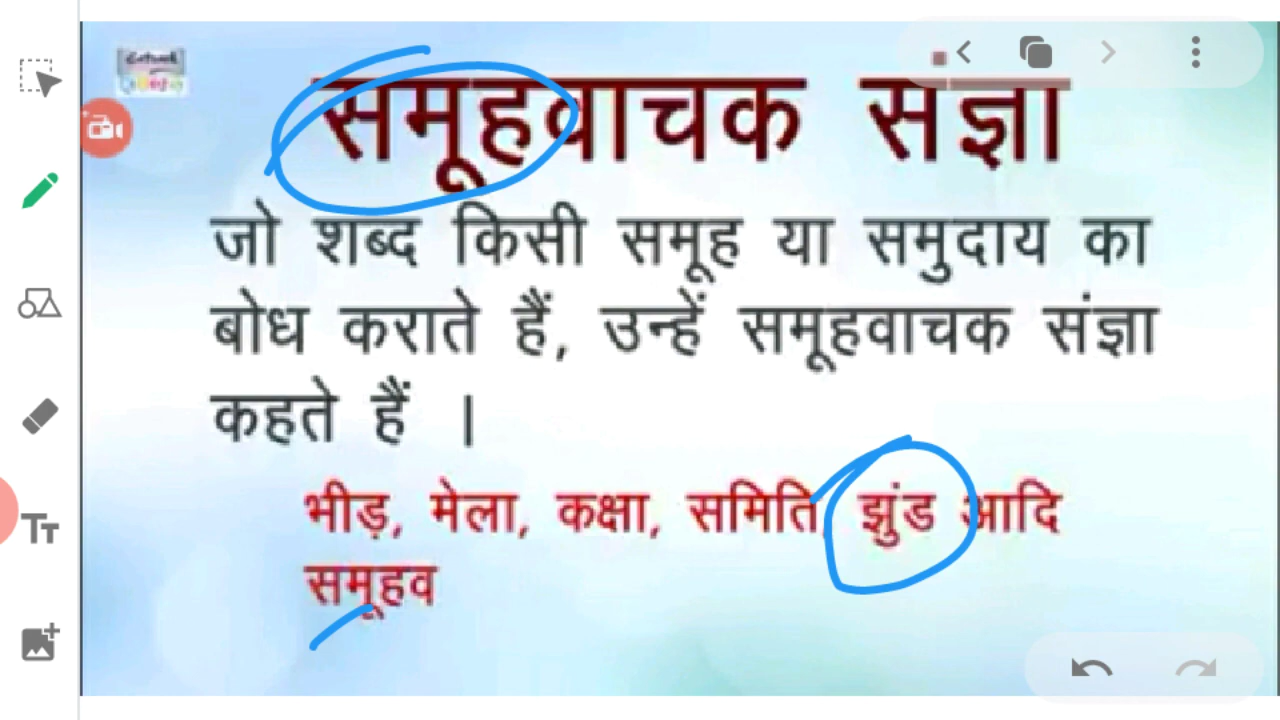 समूहवाचक संज्ञा
जो शब्द किसी समूह या समुदाय का
बोध कराते हैं, उन्हें समूहवाचक संज्ञा
कहते हैं ।
भीड़, मेला, कक्षा, समिति, झुंड आदि
समूहव